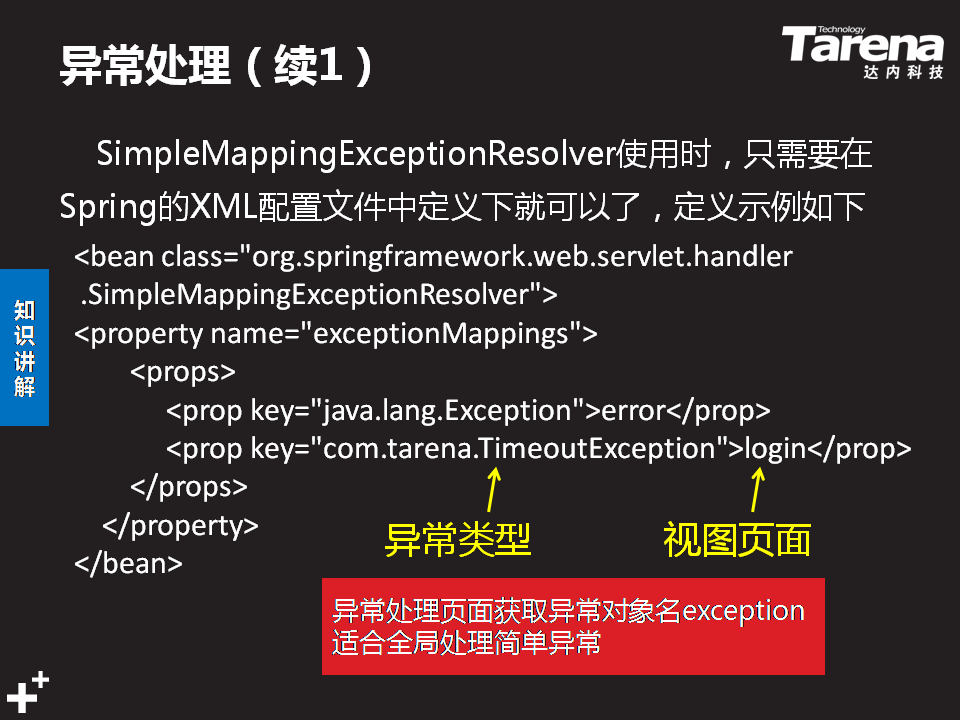 异常处理（续1）
Technology
Tarena
达内科技
SimpleMappingExceptionResolver使用时，只需要在
Spring的XML配置文件中定义下就可以了，定义示例如下
<bean class="org.springframework.web.servlet.handler
.SimpleMappingExceptionResolver">
<property name="exceptionMappings">
<props>
<prop key="java.lang.Exception">error</prop>
<prop key="com.tarena.TimeoutException">login</prop>
</props>
</property>
</bean>
知识讲解
异常类型
视图页面
异常处理页面获取异常对象名exception
适合全局处理简单异常